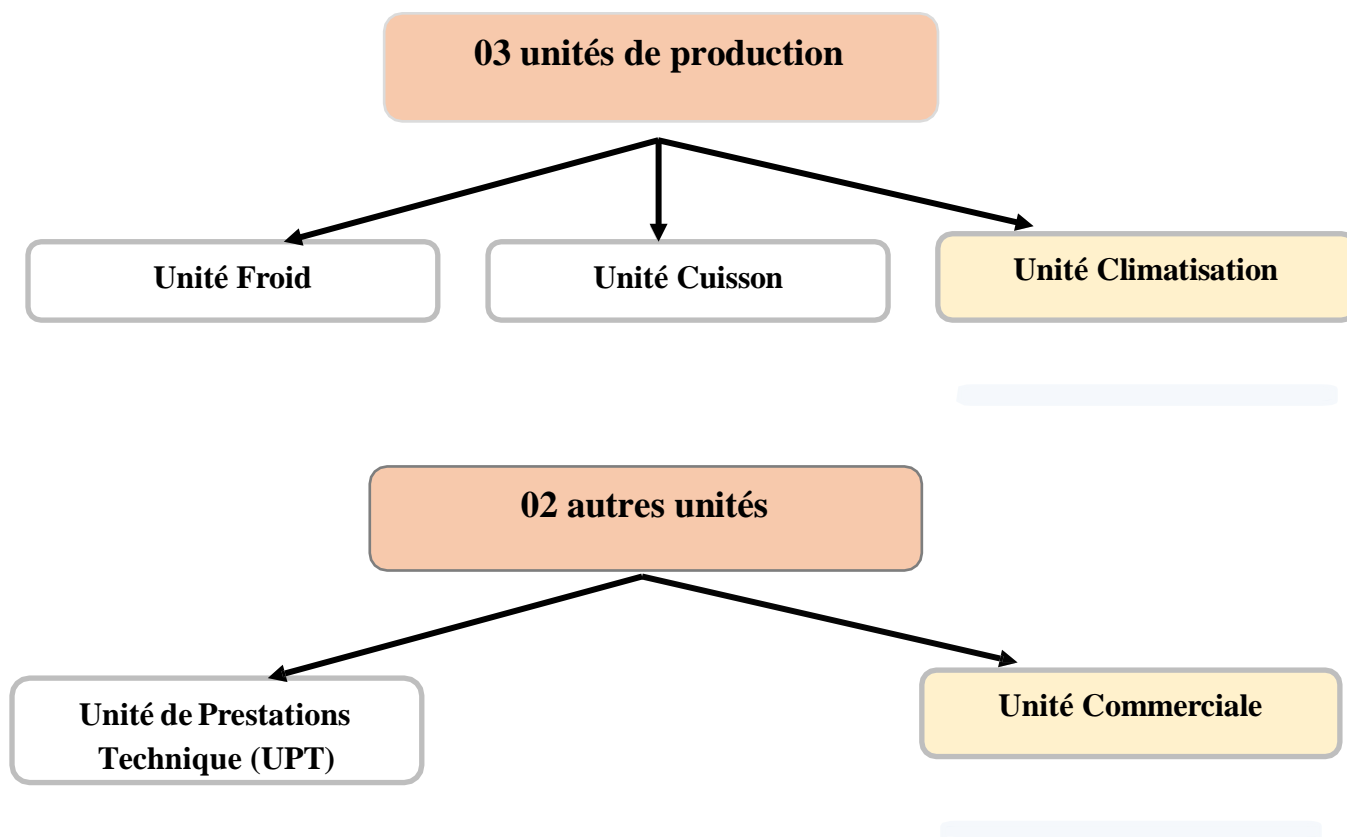 03 unités de production
Unité Froid
Unité Cuisson
Unité Climatisation
02 autres unités
Unité de Prestations
Technique (UPT)
Unité Commerciale